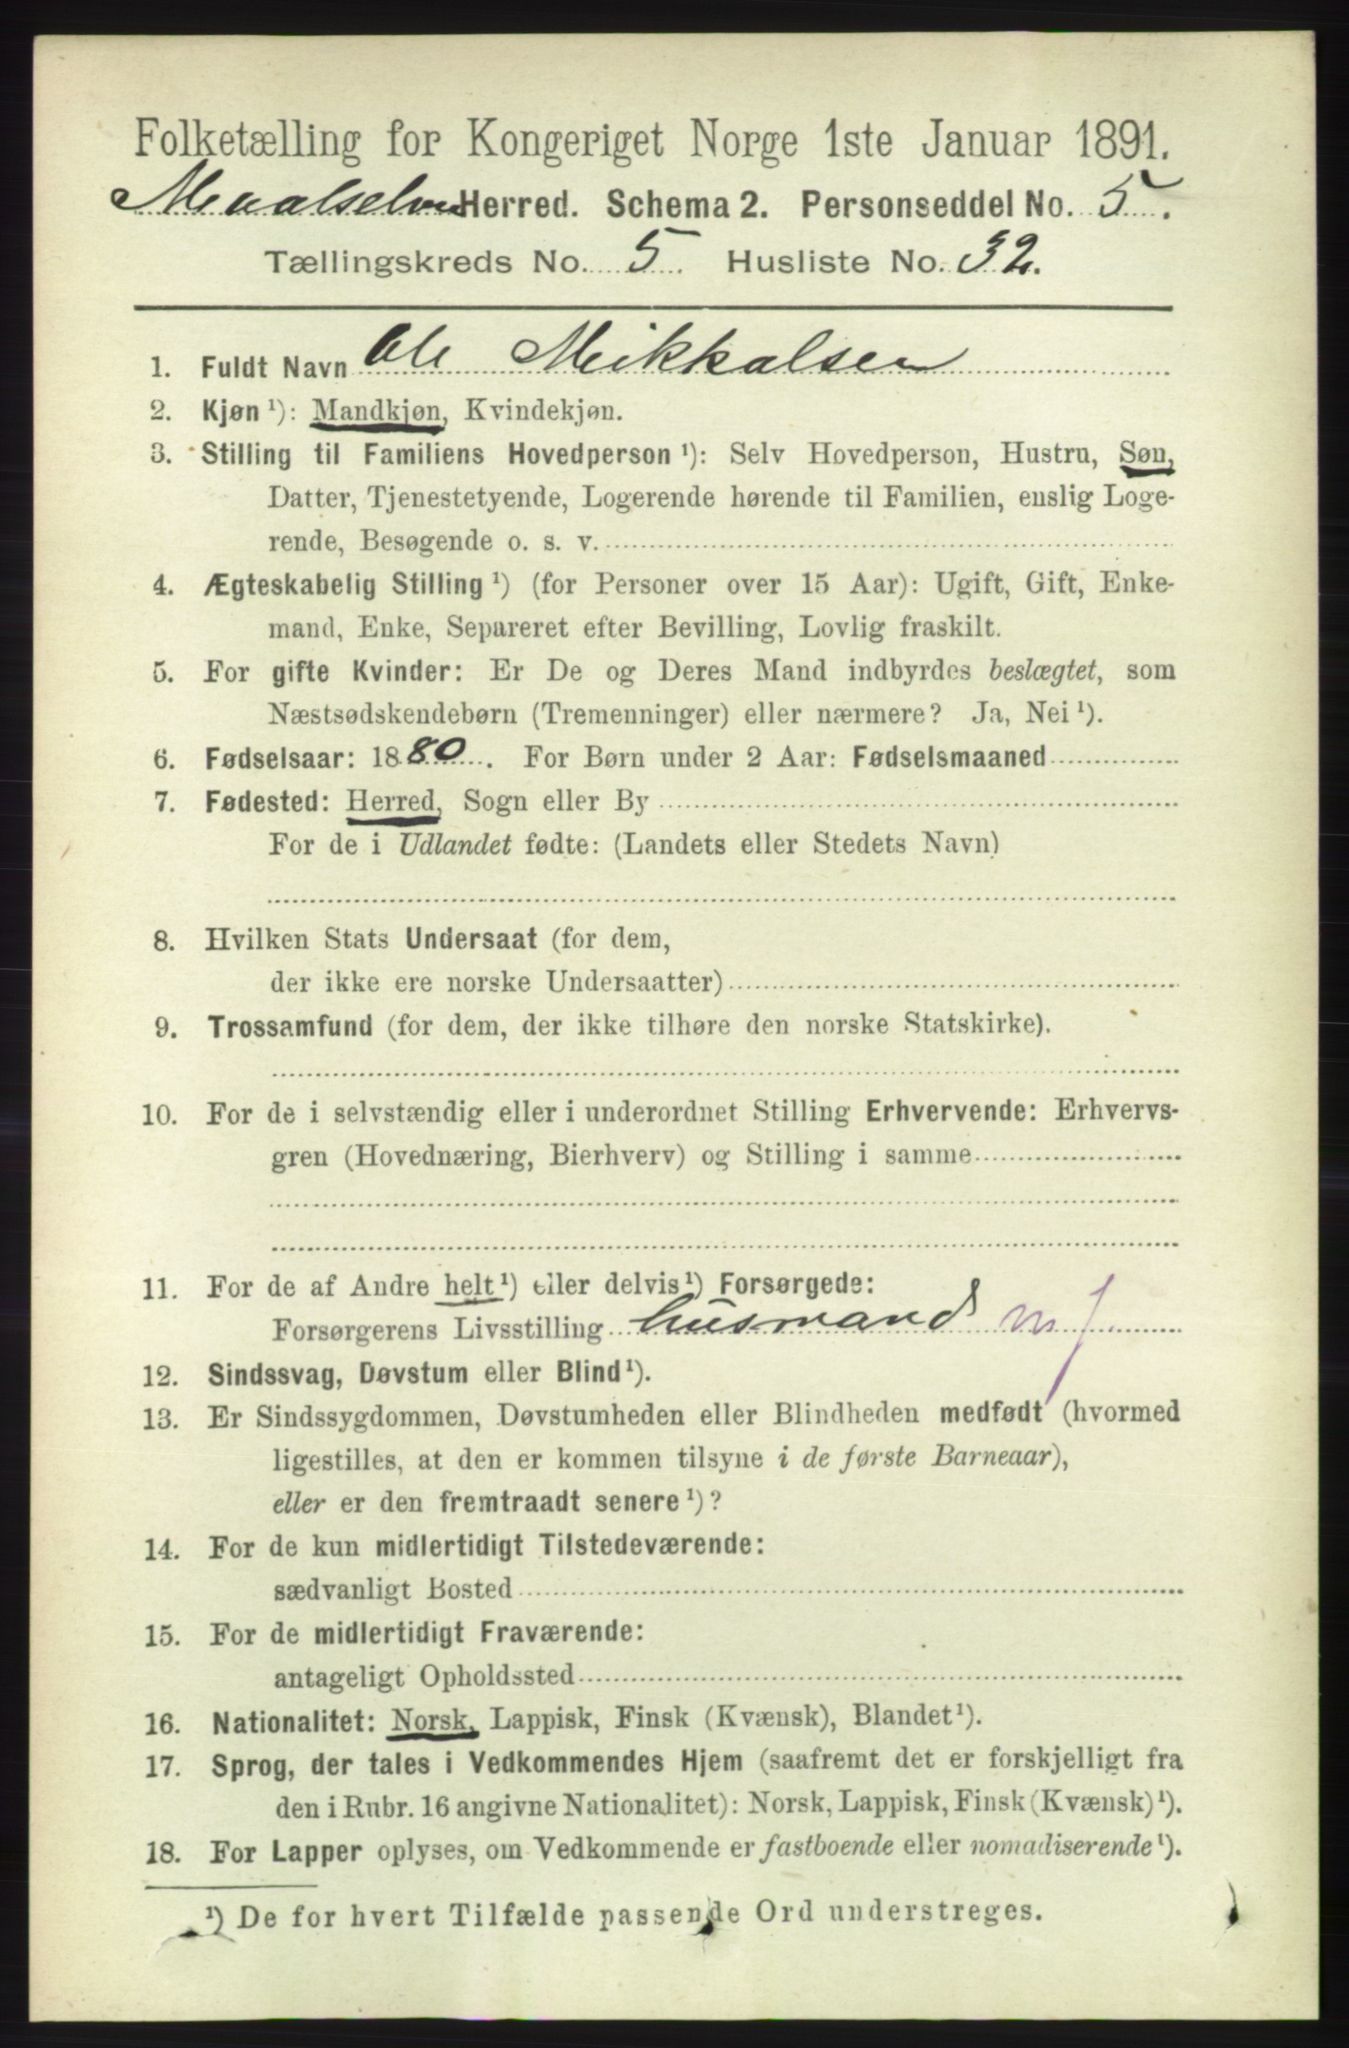 Folketælling for Kongeriget Norge 1ste Januar 1891.
Maalselven Herred. Schema 2. Personseddel No. 5.
Tællingskreds No. 5. Husliste No. 32.
1. Fuldt Navn Ole Mikkalsen
2. Kjøn ¹): Mandkjøn, Kvindekjøn.
3. Stilling til Familiens Hovedperson ¹): Selv Hovedperson, Hustru, Søn,
Datter, Tjenestetyende, Logerende hørende til Familien, enslig Loge-
rende, Besøgende o. s. v.
4. Ægteskabelig Stilling ¹) (for Personer over 15 Aar): Ugift, Gift, Enke-
mand, Enke, Separeret efter Bevilling, Lovlig fraskilt.
5. For gifte Kvinder: Er De og Deres Mand indbyrdes beslægtet, som
Næstsødskendebørn (Tremenninger) eller nærmere? Ja, Nei ¹).
6. Fødselsaar: 1880. For Børn under 2 Aar: Fødselsmaaned
7. Fødested: Herred, Sogn eller By
For de i Udlandet fødte: (Landets eller Stedets Navn)
8. Hvilken Stats Undersaat (for dem,
der ikke ere norske Undersaatter)
9. Trossamfund (for dem, der ikke tilhøre den norske Statskirke).
10. For de i selvstændig eller i underordnet Stilling Erhvervende: Erhvervs-
gren (Hovednæring, Bierhverv) og Stilling i samme
11. For de af Andre helt ¹) eller delvis ¹) Forsørgede:
Forsørgerens Livsstilling husmand mf
12. Sindssvag, Døvstum eller Blind ¹).
13. Er Sindssygdommen, Døvstumheden eller Blindheden medfødt (hvormed
ligestilles, at den er kommen tilsyne i de første Barneaar),
eller er den fremtraadt senere ¹)?
14. For de kun midlertidigt Tilstedeværende:
sædvanligt Bosted
15. For de midlertidigt Fraværende:
antageligt Opholdssted
16. Nationalitet: Norsk, Lappisk, Finsk (Kvænsk), Blandet ¹).
17. Sprog, der tales i Vedkommendes Hjem (saafremt det er forskjelligt fra
den i Rubr. 16 angivne Nationalitet): Norsk, Lappisk, Finsk (Kvænsk) ¹).
18. For Lapper oplyses, om Vedkommende er fastboende eller nomadiserende ¹).
¹) De for hvert Tilfælde passende Ord understreges.